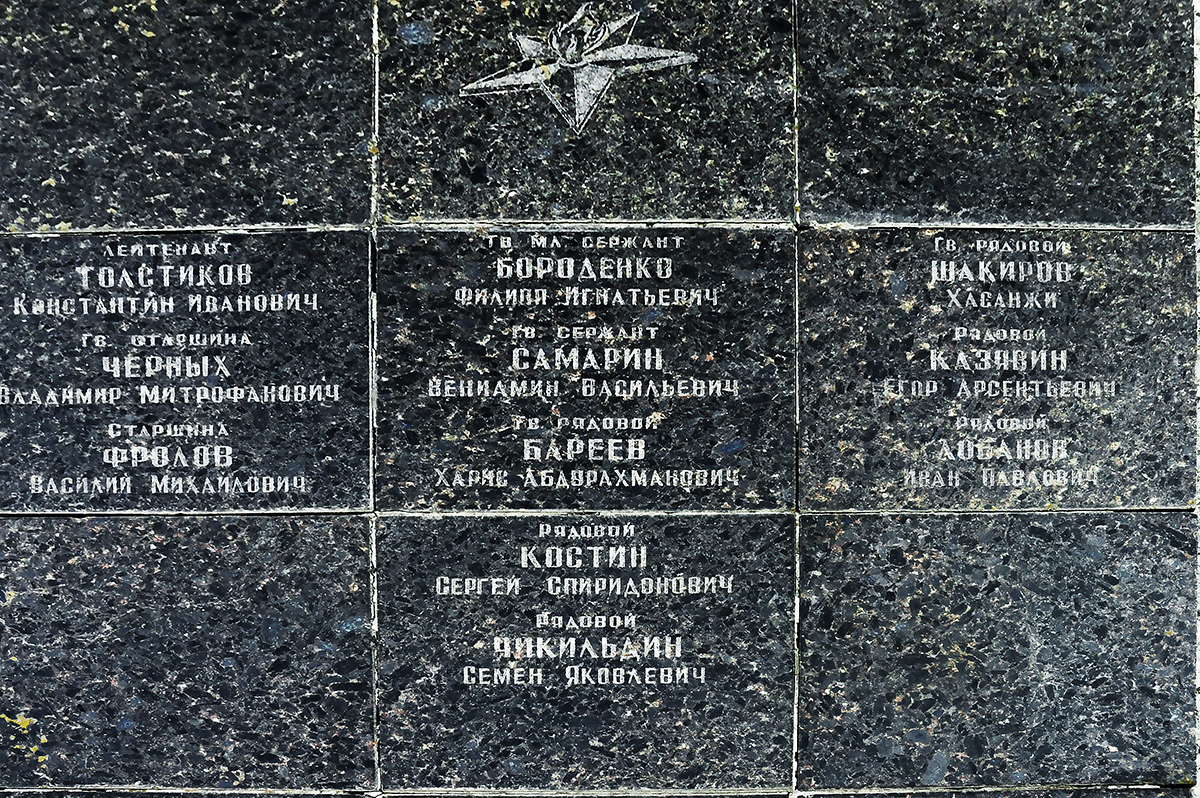 ЛЕЙТЕНАНТ
ТОЛСТИКОВ
КОНСТАНТИН ИВАНОВИЧ
ГВ. СТАРШИНА
ЧЁРНЫХ
ВЛАДИМИР МИТРОФАНОВИЧ
СТАРШИНА
ФРОЛОВ
ВАСИЛИЙ МИХАЙЛОВИЧ
ГВ. МЛ. СЕРЖАНТ
БОРОДЕНКО
ФИЛИПП ИГНАТЬЕВИЧ
ГВ. СЕРЖАНТ
САМАРИН
ВЕНИАМИН ВАСИЛЬЕВИЧ
ГВ. РЯДОВОЙ
БАРЕЕВ
ХАРИС АБДУРАХМАНОВИЧ
ГВ. РЯДОВОЙ
ШАКИРОВ
ХАСАНЖИ
РЯДОВОЙ
КАЗЯВИН
ЕГОР АРСЕНТЬЕВИЧ
РЯДОВОЙ
ЛОБАНОВ
ИВАН ПАВЛОВИЧ
РЯДОВОЙ
КОСТИН
СЕРГЕЙ СПИРИДОНОВИЧ
РЯДОВОЙ
ЧИКИЛЬДИН
СЕМЁН ЯКОВЛЕВИЧ